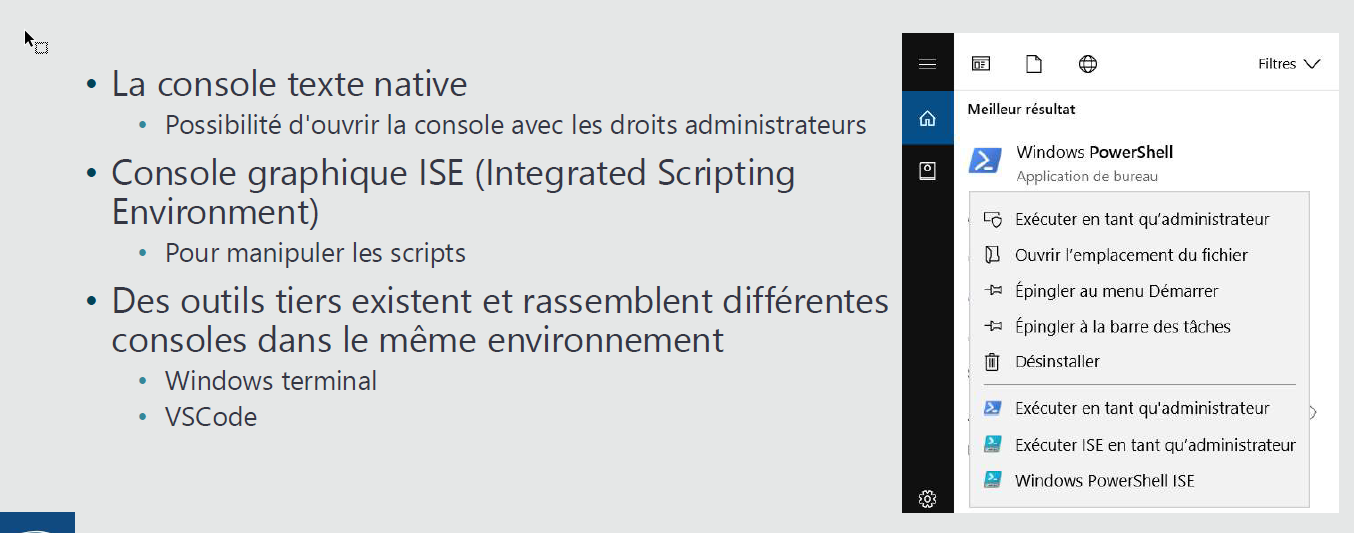 La console texte native
Possibilité d'ouvrir la console avec les droits administrateurs
Console graphique ISE (Integrated Scripting
Environment)
Pour manipuler les scripts
Des outils tiers existent et rassemblent différentes
consoles dans le même environnement
Windows terminal
VSCode
Filtres
Meilleur résultat
Windows PowerShell
Application de bureau
Exécuter en tant qu’administrateur
Ouvrir l’emplacement du fichier
Épingler au menu Démarrer
Épingler à la barre des tâches
Désinstaller
Exécuter en tant qu'administrateur
Exécuter ISE en tant qu’administrateur
Windows PowerShell ISE